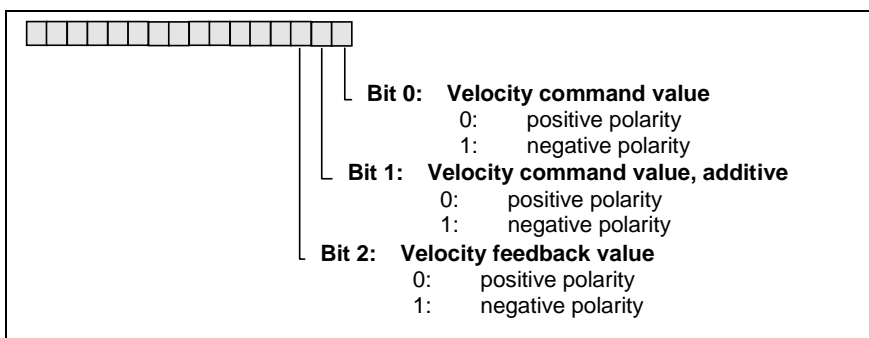 Bit 0: Velocity command value
0: positive polarity
1: negative polarity
Bit 1: Velocity command value, additive
0: positive polarity
1: negative polarity
Bit 2: Velocity feedback value
0: positive polarity
1: negative polarity